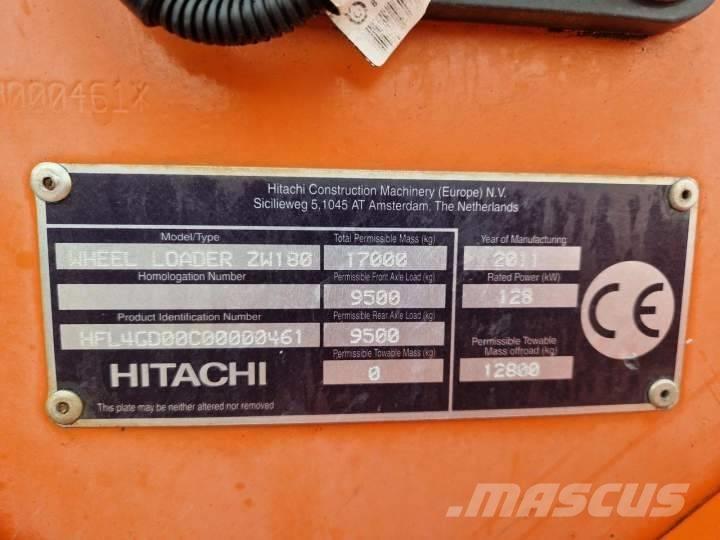 000461X
Hitachi Construction Machinery (Europe) N.V.
Sicilieweg 5,1045 AT Amsterdam, The Netherlands
Model/Type
WHEEL LOADER ZW180
Homologation Number
Product Identification Number
HFL4GD00C00000461
HITACHI
This plate may be neither altered nor removed
Total Permissible Mass (kg)
17000
Permissible Front Axle Load (kg)
9500
Permissible Rear Axle Load (kg)
9500
Permissible Towable Mass (kg)
0
Year of Manufacturing
2011
Rated Power (kW)
128
Permissible Towable
Mass offroad (kg)
12800
CE
MASCUS